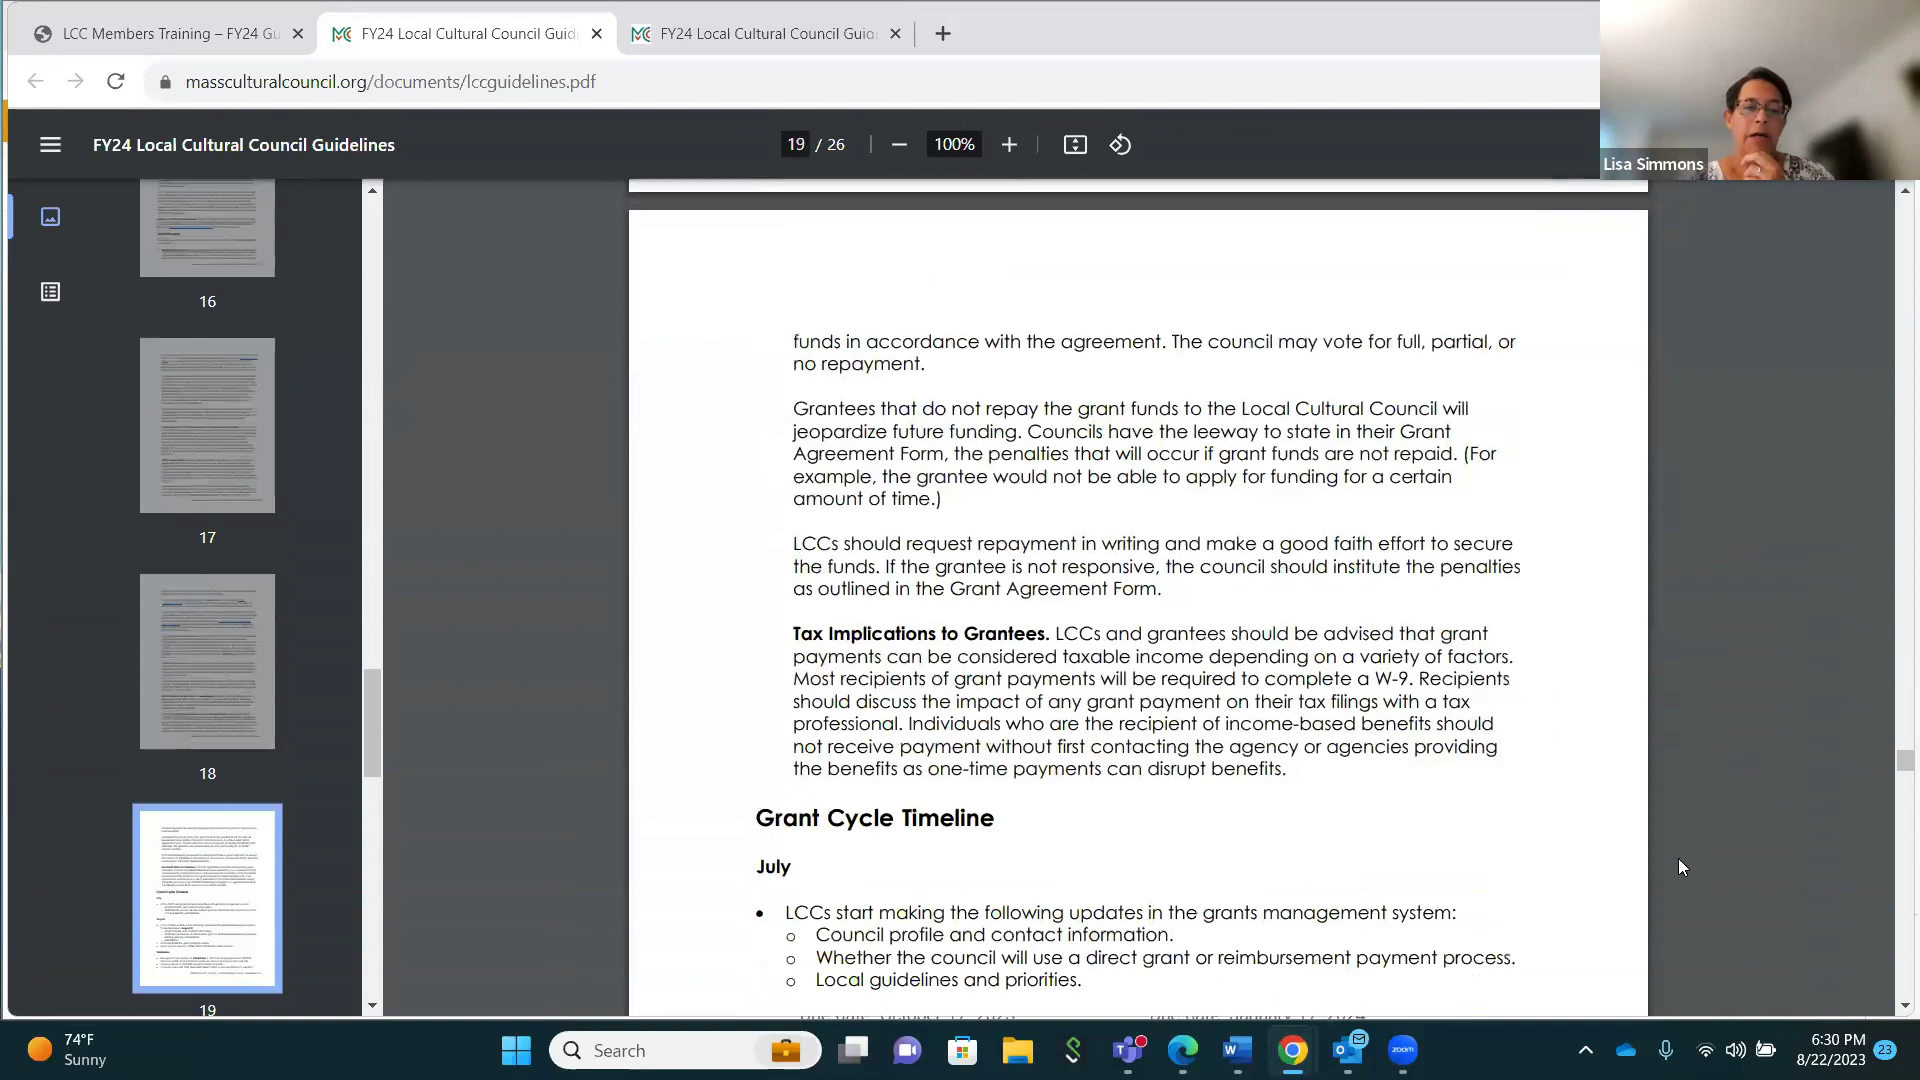 LCC Members Training – FY24 Gu
FY24 Local Cultural Council Guid
FY24 Local Cultural Council Guid
masscultural​council.org/documents/lccguidelines.pdf
Lisa Simmons
FY24 Local Cultural Council Guidelines
19 / 26
100%
16
17
18
19
funds in accordance with the agreement. The council may vote for full, partial, or
no repayment.
Grantees that do not repay the grant funds to the Local Cultural Council will
jeopardize future funding. Councils have the leeway to state in their Grant
Agreement Form, the penalties that will occur if grant funds are not repaid. (For
example, the grantee would not be able to apply for funding for a certain
amount of time.)
LCCs should request repayment in writing and make a good faith effort to secure
the funds. If the grantee is not responsive, the council should institute the penalties
as outlined in the Grant Agreement Form.
Tax Implications to Grantees. LCCs and grantees should be advised that grant
payments can be considered taxable income depending on a variety of factors.
Most recipients of grant payments will be required to complete a W-9. Recipients
should discuss the impact of any grant payment on their tax filings with a tax
professional. Individuals who are the recipient of income-based benefits should
not receive payment without first contacting the agency or agencies providing
the benefits as one-time payments can disrupt benefits.
Grant Cycle Timeline
July
• LCCs start making the following updates in the grants management system:
o Council profile and contact information.
o Whether the council will use a direct grant or reimbursement payment process.
o Local guidelines and priorities.
74°F
Sunny
Search
zoom
6:30 PM
8/22/2023
23